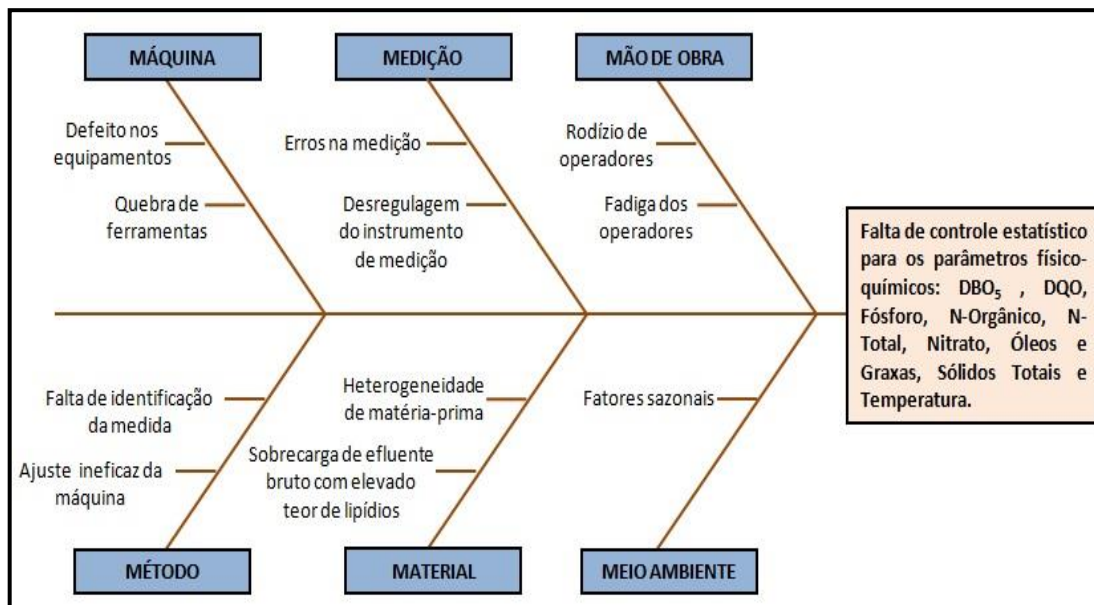 MÁQUINA
MEDIÇÃO
MÃO DE OBRA
Defeito nos
equipamentos
Quebra de
ferramentas
Erros na medição
Desregulagem
do instrumento
de medição
Rodízio de
operadores
Fadiga dos
operadores
Falta de controle estatístico
para os parâmetros físico-
químicos: DBO₅ , DQO,
Fósforo, N-Orgânico, N-
Total, Nitrato, Óleos e
Graxas, Sólidos Totais e
Temperatura.
Falta de identificação
da medida
Ajuste ineficaz da
máquina
Heterogeneidade
de matéria-prima
Sobrecarga de efluente
bruto com elevado
teor de lipídios
Fatores sazonais
MÉTODO
MATERIAL
MEIO AMBIENTE